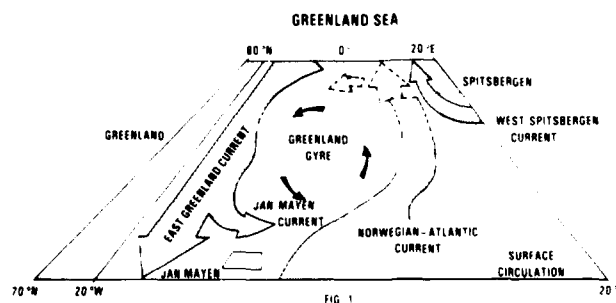 GREENLAND SEA
80 °N
0°
20 °E
SPITSBERGEN
WEST SPITSBERGEN
CURRENT
GREENLAND
GREENLAND
GYRE
EAST GREENLAND CURRENT
JAN MAYEN
CURRENT
NORWEGIAN-ATLANTIC
CURRENT
JAN MAYEN
SURFACE
CIRCULATION
70 °N
20 °W
20°
FIG. 1